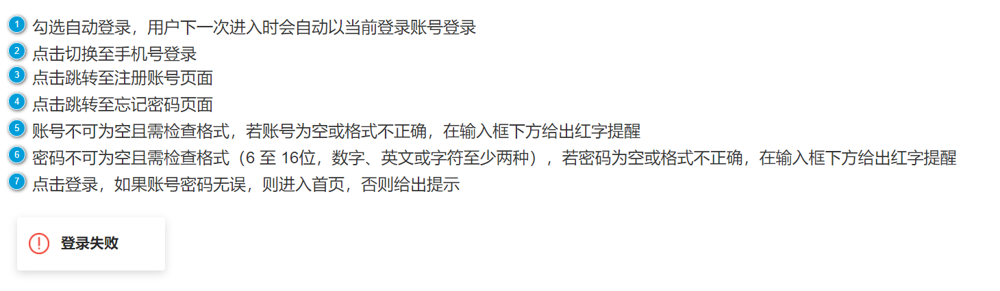 1 勾选自动登录，用户下一次进入时会自动以当前登录账号登录
2 点击切换至手机号登录
3 点击跳转至注册账号页面
4 点击跳转至忘记密码页面
5 账号不可为空且需检查格式，若账号为空或格式不正确，在输入框下方给出红字提醒
6 密码不可为空且需检查格式（6 至 16位，数字、英文或字符至少两种），若密码为空或格式不正确，在输入框下方给出红字提醒
7 点击登录，如果账号密码无误，则进入首页，否则给出提示
登录失败